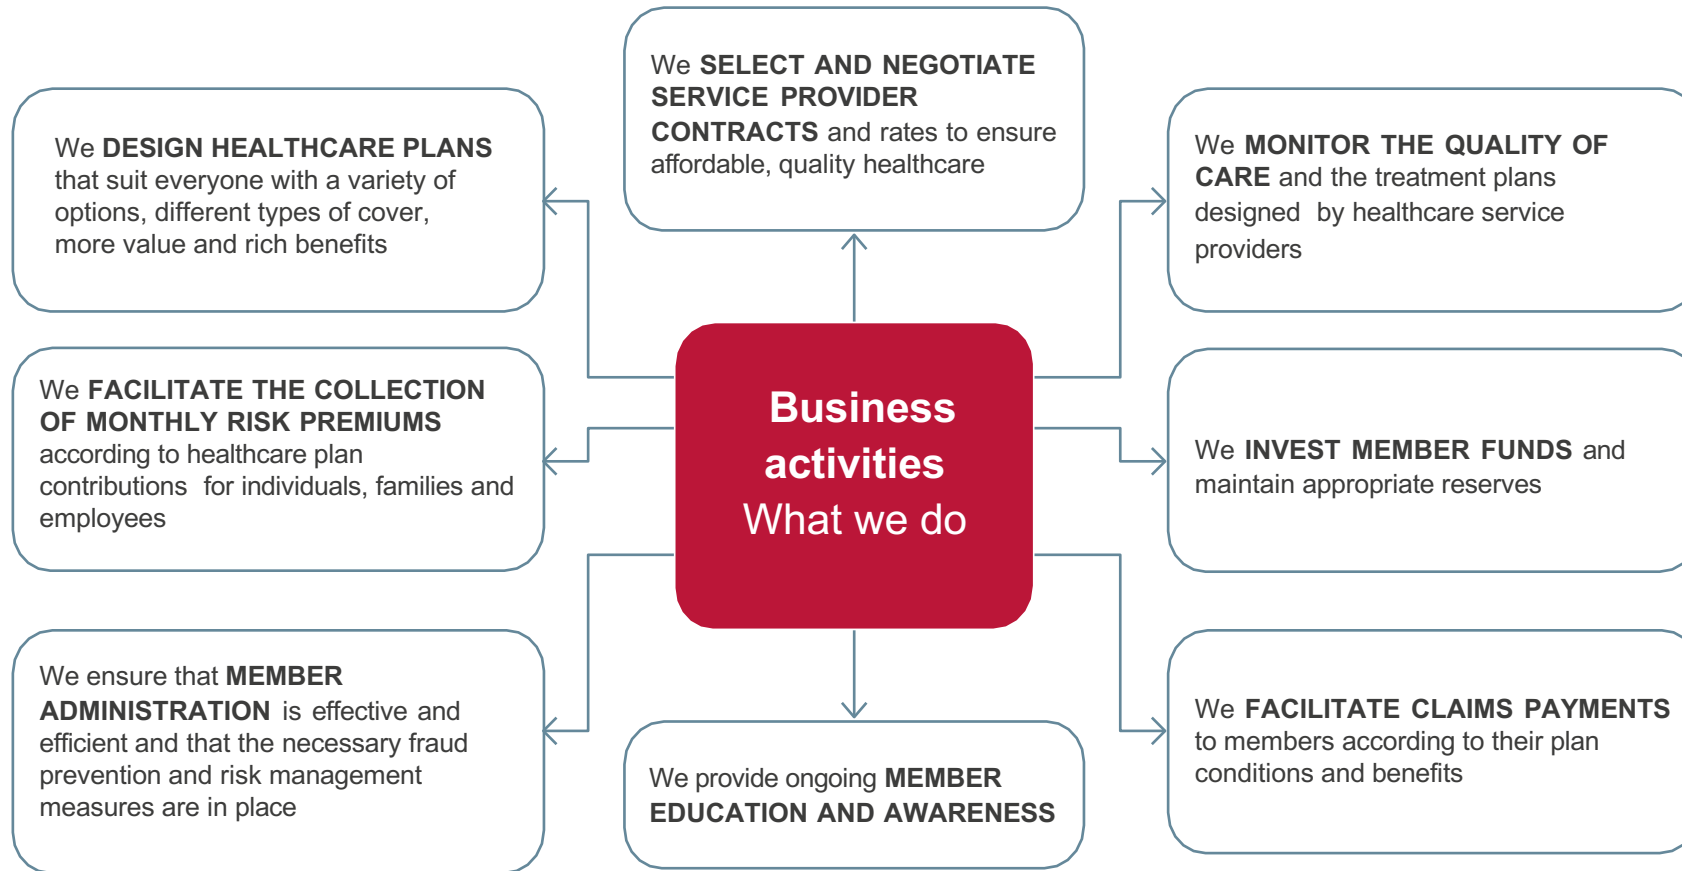 We SELECT AND NEGOTIATE
SERVICE PROVIDER
CONTRACTS and rates to ensure
affordable, quality healthcare
We DESIGN HEALTHCARE PLANS
that suit everyone with a variety of
options, different types of cover,
more value and rich benefits
We MONITOR THE QUALITY OF
CARE and the treatment plans
designed by healthcare service
providers
We FACILITATE THE COLLECTION
OF MONTHLY RISK PREMIUMS
according to healthcare plan
contributions for individuals, families and
employees
Business
activities
What we do
We INVEST MEMBER FUNDS and
maintain appropriate reserves
We ensure that MEMBER
ADMINISTRATION is effective and
efficient and that the necessary fraud
prevention and risk management
measures are in place
We provide ongoing MEMBER
EDUCATION AND AWARENESS
We FACILITATE CLAIMS PAYMENTS
to members according to their plan
conditions and benefits